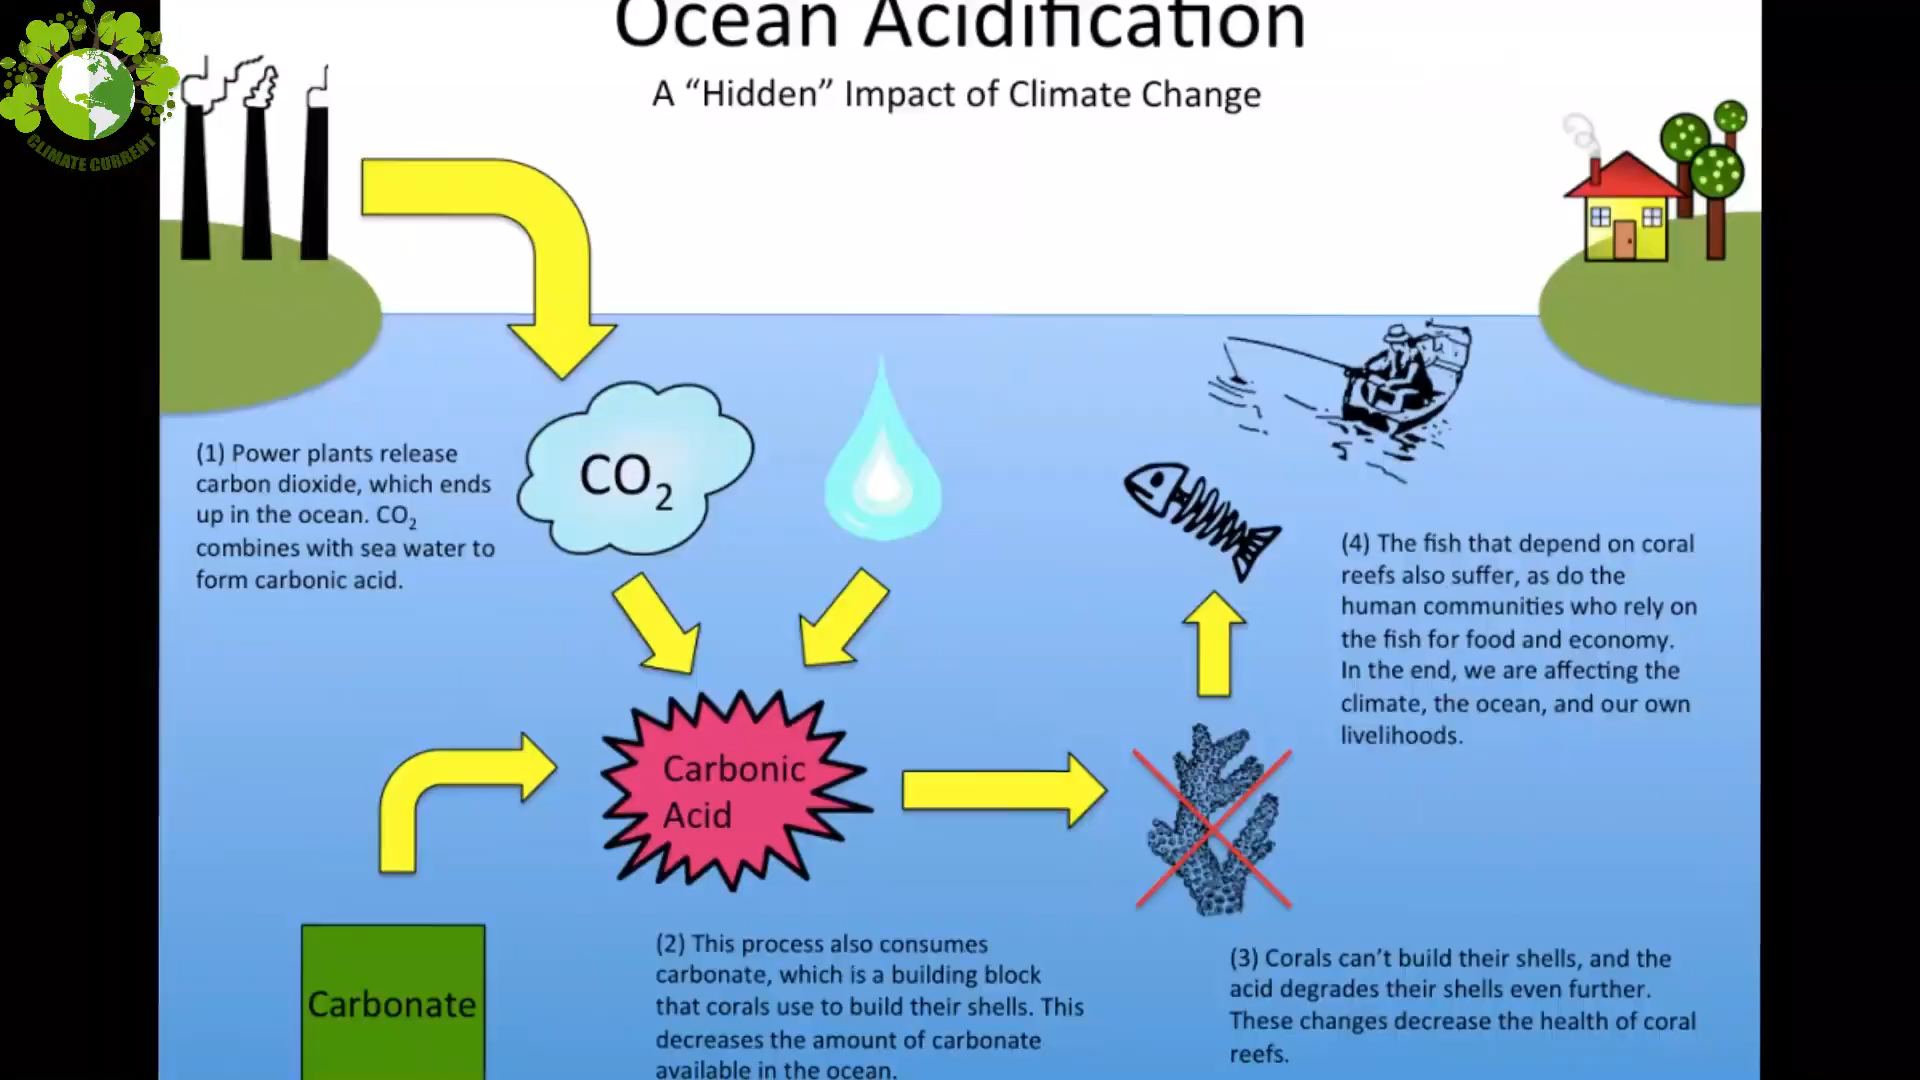 Ocean Acidification
A “Hidden” Impact of Climate Change
CLIMATE CURRENT
(1) Power plants release
carbon dioxide, which ends
up in the ocean. CO₂
combines with sea water to
form carbonic acid.
CO₂
(4) The fish that depend on coral
reefs also suffer, as do the
human communities who rely on
the fish for food and economy.
In the end, we are affecting the
climate, the ocean, and our own
livelihoods.
Carbonic
Acid
Carbonate
(2) This process also consumes
carbonate, which is a building block
that corals use to build their shells. This
decreases the amount of carbonate
available in the ocean.
(3) Corals can’t build their shells, and the
acid degrades their shells even further.
These changes decrease the health of coral
reefs.